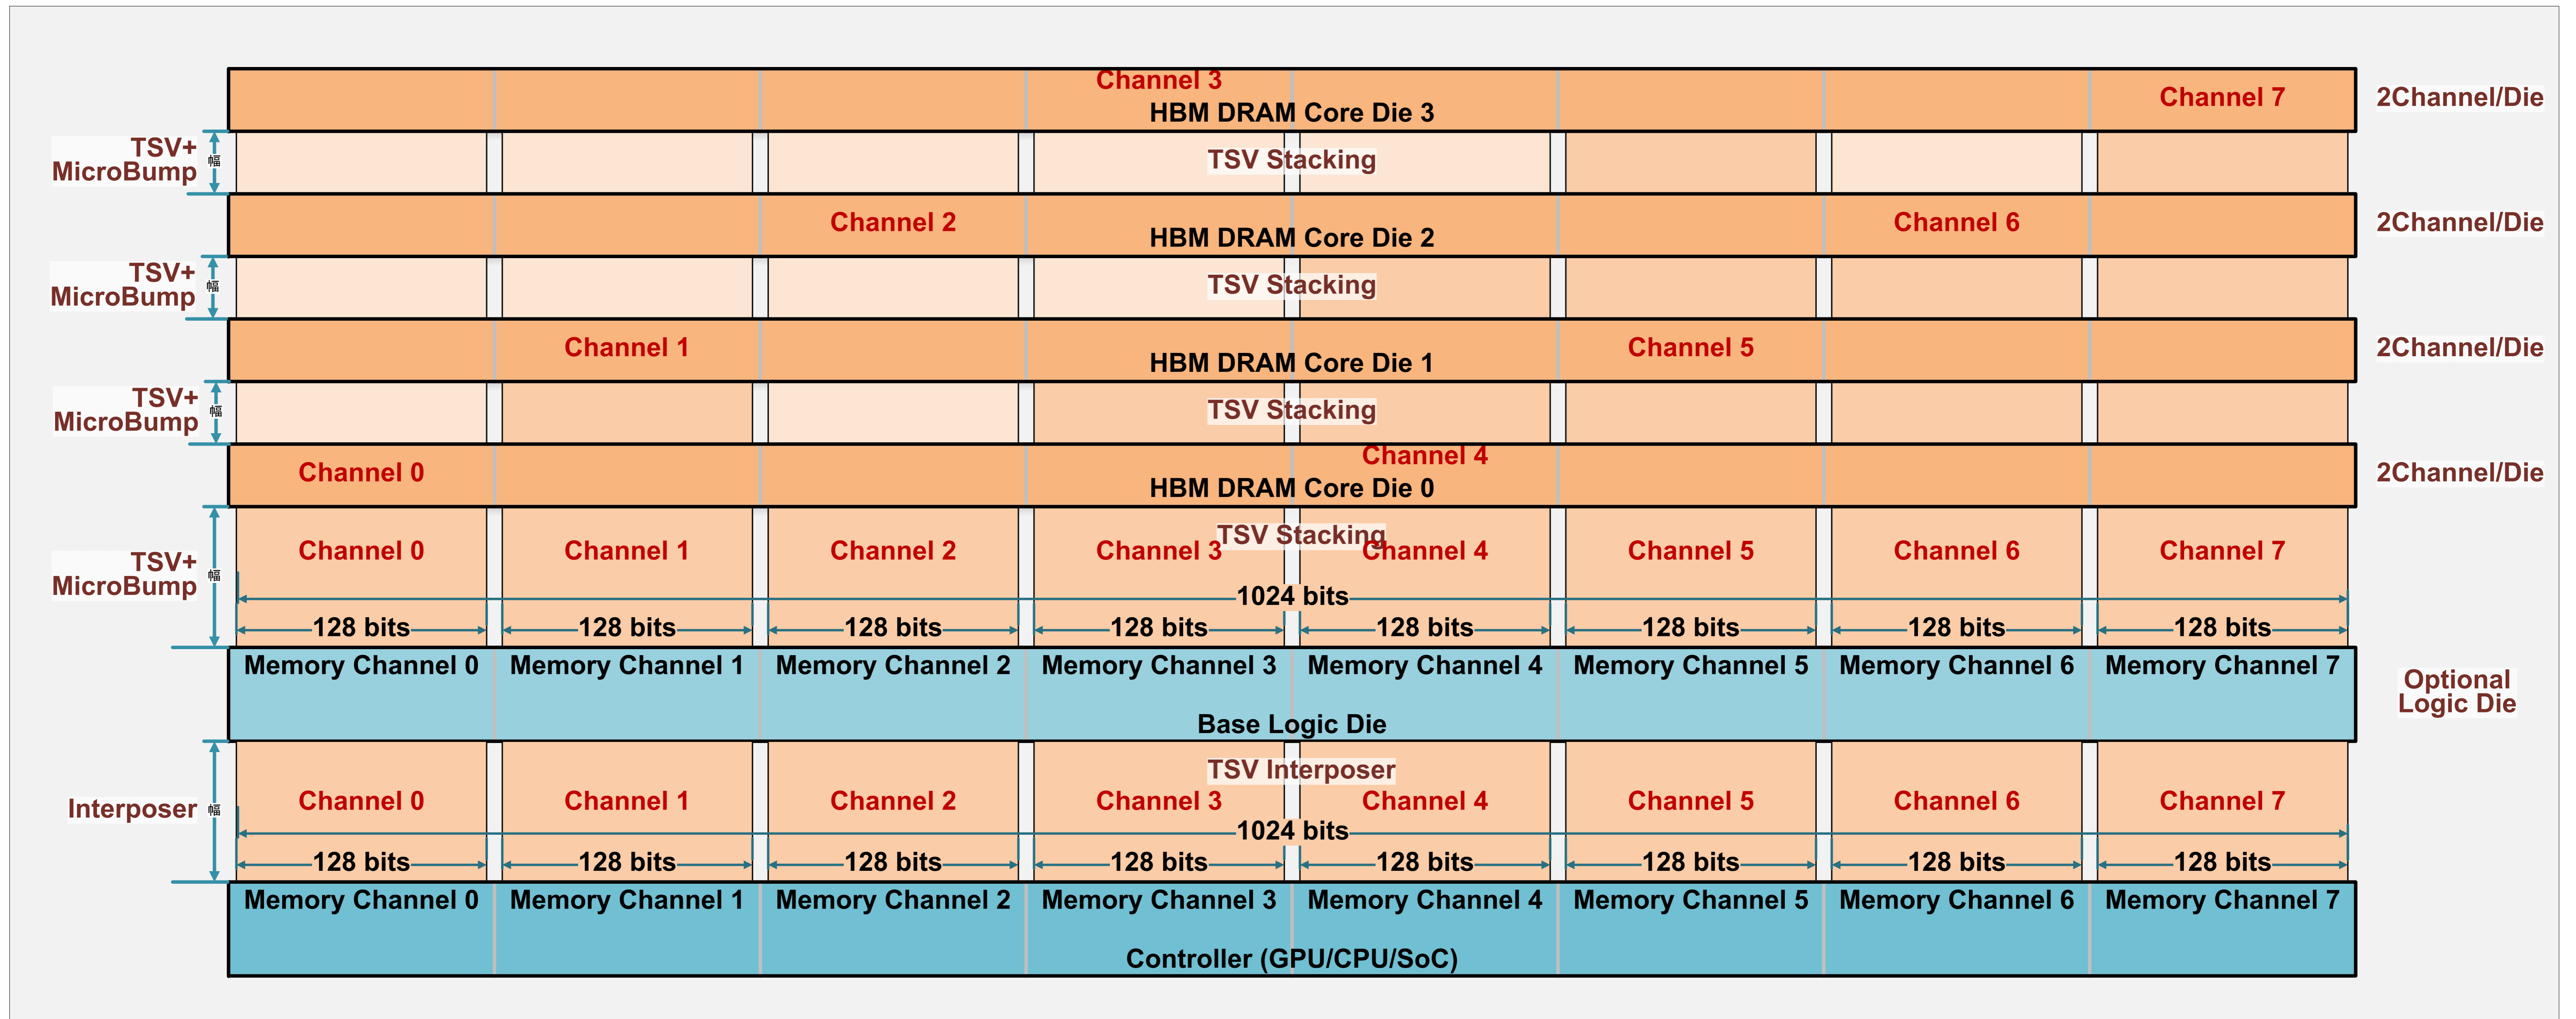 Channel 3
Channel 7
HBM DRAM Core Die 3
2Channel/Die
TSV+
MicroBump
幅
TSV Stacking
Channel 2
Channel 6
HBM DRAM Core Die 2
2Channel/Die
TSV+
MicroBump
幅
TSV Stacking
Channel 1
Channel 5
HBM DRAM Core Die 1
2Channel/Die
TSV+
MicroBump
幅
TSV Stacking
Channel 0
Channel 4
HBM DRAM Core Die 0
2Channel/Die
TSV+
MicroBump
幅
TSV Stacking
Channel 0 Channel 1 Channel 2 Channel 3 Channel 4 Channel 5 Channel 6 Channel 7
1024 bits
128 bits 128 bits 128 bits 128 bits 128 bits 128 bits 128 bits 128 bits
Memory Channel 0 Memory Channel 1 Memory Channel 2 Memory Channel 3 Memory Channel 4 Memory Channel 5 Memory Channel 6 Memory Channel 7
Base Logic Die
Optional
Logic Die
Interposer
幅
TSV Interposer
Channel 0 Channel 1 Channel 2 Channel 3 Channel 4 Channel 5 Channel 6 Channel 7
1024 bits
128 bits 128 bits 128 bits 128 bits 128 bits 128 bits 128 bits 128 bits
Memory Channel 0 Memory Channel 1 Memory Channel 2 Memory Channel 3 Memory Channel 4 Memory Channel 5 Memory Channel 6 Memory Channel 7
Controller (GPU/CPU/SoC)